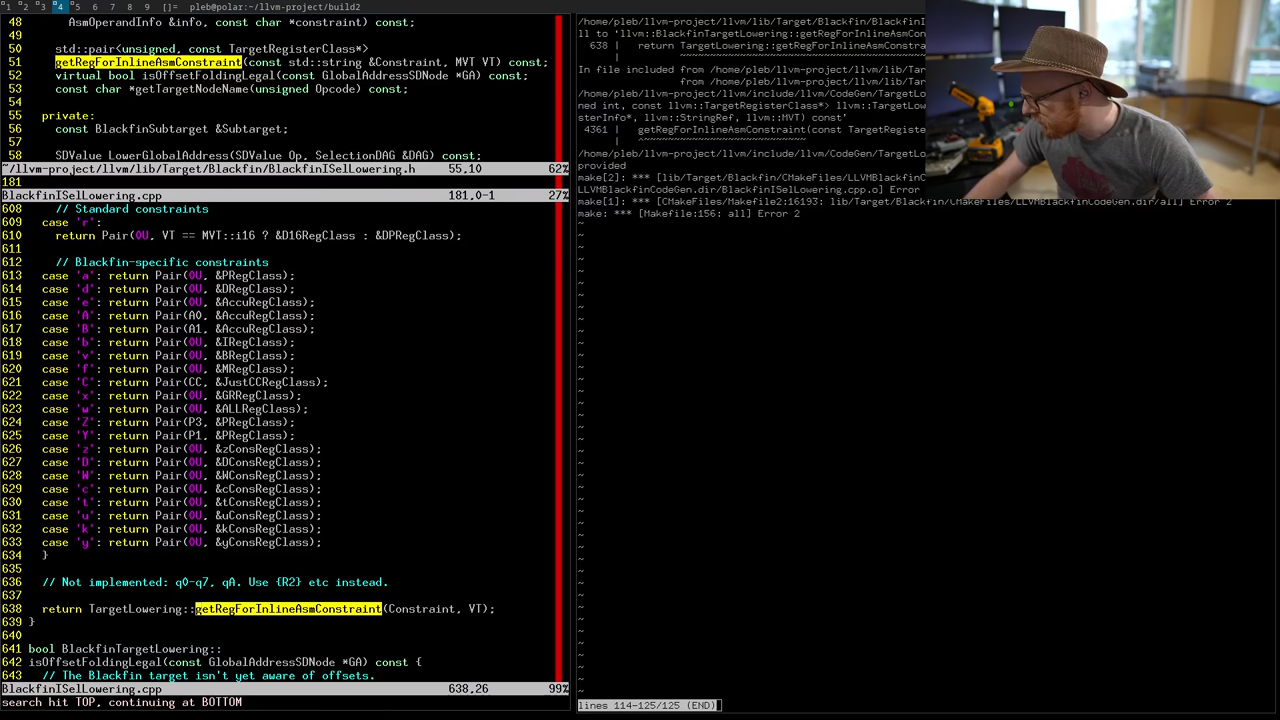 1 2 3 4 5 6 7 8 9 []= pleb@polar:~/llvm-project/build2
48 AsmOperandInfo &info, const char *constraint) const;
50 std::pair<unsigned, const TargetRegisterClass*>
51 getRegForInlineAsmConstraint(const std::string &Constraint, MVT VT) const;
52 virtual bool isOffsetFoldingLegal(const GlobalAddressSDNode *GA) const;
53 const char *getTargetNodeName(unsigned Opcode) const;
54
55 private:
56 const BlackfinSubtarget &Subtarget;
57
58 SDValue LowerGlobalAddress(SDValue Op, SelectionDAG &DAG) const;
~/llvm-project/llvm/lib/Target/Blackfin/BlackfinISelLowering.h 55,10 62%
181
BlackfinISelLowering.cpp 181,0-1 27%
608 // Standard constraints
609 case 'r':
610 return Pair(0U, VT == MVT::i16 ? &D16RegClass : &DPRegClass);
611
612 // Blackfin-specific constraints
613 case 'a': return Pair(0U, &PRegClass);
614 case 'd': return Pair(0U, &DRegClass);
615 case 'e': return Pair(0U, &AccuRegClass);
616 case 'A': return Pair(A0, &AccuRegClass);
617 case 'B': return Pair(A1, &AccuRegClass);
618 case 'b': return Pair(0U, &IRegClass);
619 case 'v': return Pair(0U, &BRegClass);
620 case 'f': return Pair(0U, &MRegClass);
621 case 'C': return Pair(CC, &JustCCRegClass);
622 case 'x': return Pair(0U, &GRRegClass);
623 case 'w': return Pair(0U, &ALLRegClass);
624 case 'Z': return Pair(P3, &PRegClass);
625 case 'Y': return Pair(P1, &PRegClass);
626 case 'z': return Pair(0U, &zConsRegClass);
627 case 'D': return Pair(0U, &DConsRegClass);
628 case 'W': return Pair(0U, &WConsRegClass);
629 case 'c': return Pair(0U, &cConsRegClass);
630 case 't': return Pair(0U, &tConsRegClass);
631 case 'u': return Pair(0U, &uConsRegClass);
632 case 'k': return Pair(0U, &kConsRegClass);
633 case 'y': return Pair(0U, &yConsRegClass);
634 }
635
636 // Not implemented: q0-q7, qA. Use {R2} etc instead.
638 return TargetLowering::getRegForInlineAsmConstraint(Constraint, VT);
639 }
640
641 bool BlackfinTargetLowering::
642 isOffsetFoldingLegal(const GlobalAddressSDNode *GA) const {
643 // The Blackfin target isn't yet aware of offsets.
BlackfinISelLowering.cpp 638,26 99%
search hit TOP, continuing at BOTTOM
/home/pleb/llvm-project/llvm/lib/Target/Blackfin/BlackfinI
ll to 'llvm::BlackfinTargetLowering::getRegForInlineAsmCon
638 | return TargetLowering::getRegForInlineAsmConstraint(
|
In file included from /home/pleb/llvm-project/llvm/lib/Tar
from /home/pleb/llvm-project/llvm/lib/Tar
/home/pleb/llvm-project/llvm/include/llvm/CodeGen/TargetLo
ned int, const llvm::TargetRegisterClass*> llvm::TargetLow
sterInfo*, llvm::StringRef, llvm::MVT) const'
4361 | getRegForInlineAsmConstraint(const TargetRegiste
|
/home/pleb/llvm-project/llvm/include/llvm/CodeGen/TargetLo
provided
make[2]: *** [lib/Target/Blackfin/CMakeFiles/
LLVMBlackfinCodeGen.dir/BlackfinISelLowering.cpp.o] Error
make[1]: *** [CMakeFiles/Makefile2:16193: lib/Target/Blackfin/CMakeFiles/LLVMBlackfinCodeGen.dir/all] Error 2
make: *** [Makefile:156: all] Error 2
lines 114-125/125 (END)